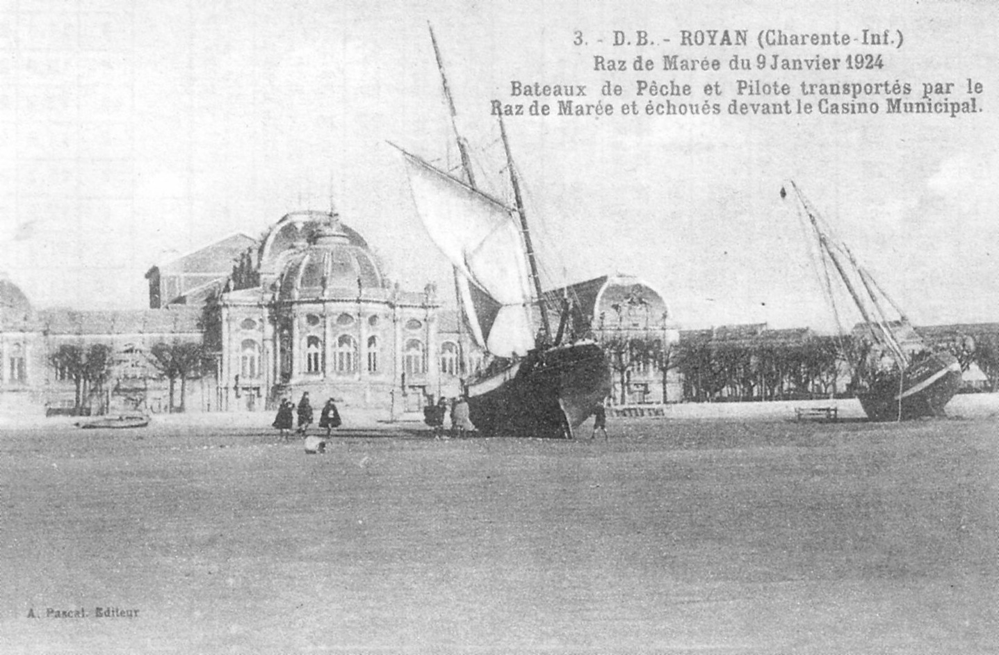 3. - D. B. - ROYAN (Charente-Inf.)
Raz de Marée du 9 Janvier 1924
Bateaux de Pêche et Pilote transportés par le
Raz de Marée et échoués devant le Casino Municipal.
A. Pascal. Editeur